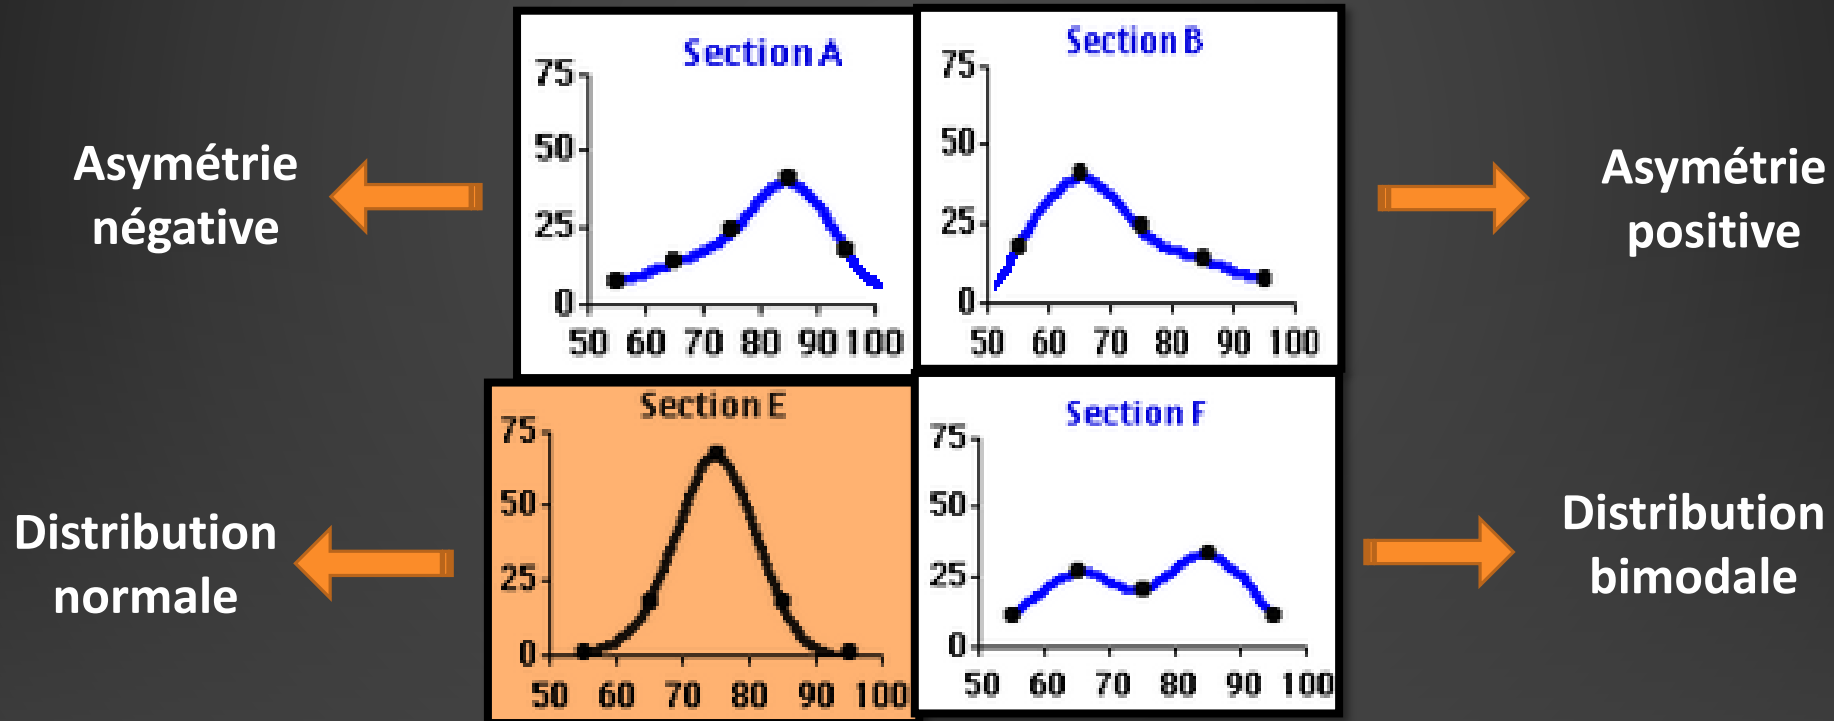 Asymétrie
négative
Section A
75
50
25
0
50 60 70 80 90 100
Section B
75
50
25
0
50 60 70 80 90 100
Asymétrie
positive
Distribution
normale
Section E
75
50
25
0
50 60 70 80 90 100
Section F
75
50
25
0
50 60 70 80 90 100
Distribution
bimodale